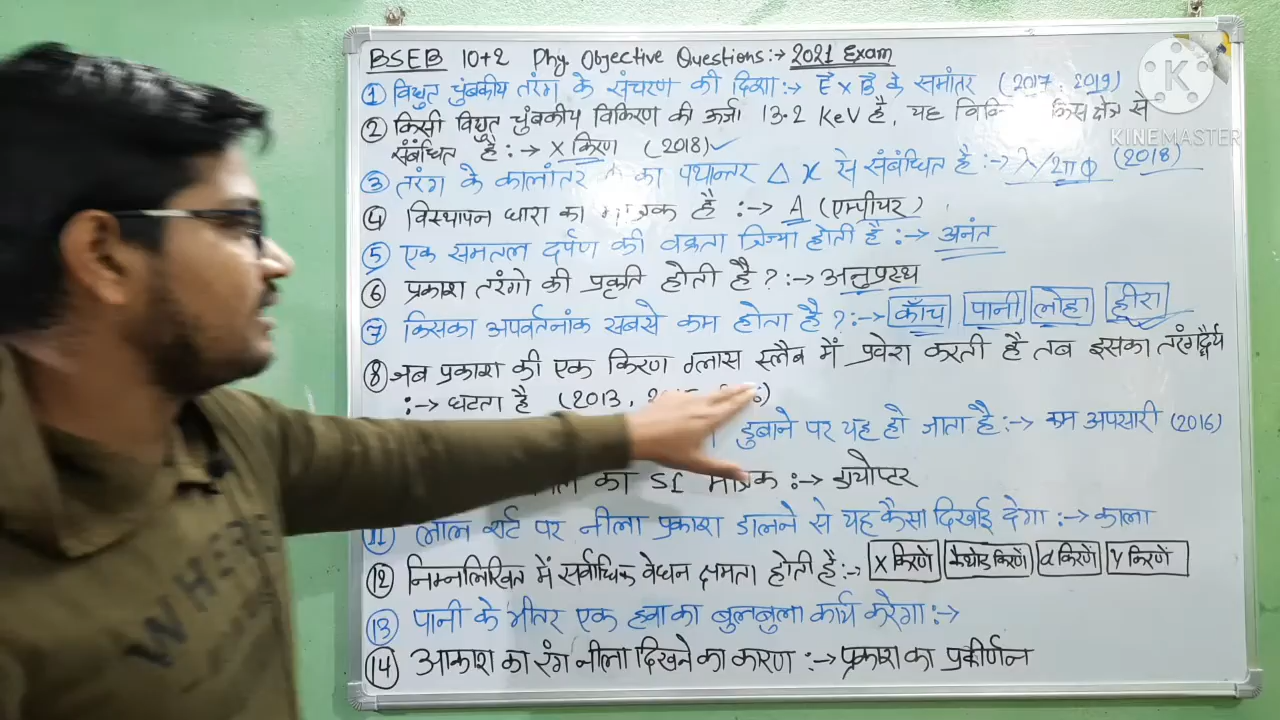 BSEB 10+2 Phy Objective Questions:→ 2021 Exam
① विद्युत चुंबकीय तरंग के संचरण की दिशा:→ E × B के समांतर (2017, 2019)
② किसी विद्युत चुंबकीय विकिरण की ऊर्जा 13.2 KeV है, यह किस क्षेत्र से
संबंधित है:→ X किरण (2018)
③ तरंग के कालांतर का पथान्तर Δ x से संबंधित है:→ λ/2π Φ (2018)
④ विस्थापन धारा का मात्रक है :→ A (एम्पीयर)
⑤ एक समतल दर्पण की वक्रता त्रिज्या होती है:→ अनंत
⑥ प्रकाश तरंगो की प्रकृति होती है?:→ अनुप्रस्थ
⑦ किसका अपवर्तनांक सबसे कम होता है?:→ काँच पानी लोहा हीरा
⑧ जब प्रकाश की एक किरण ग्लास स्लैब में प्रवेश करती है तब इसका तरंगदैर्ध्य
:→ घटता है (2013,
डुबाने पर यह हो जाता है:→ कम अपसारी (2016)
का SI मात्रक :→ डायोप्टर
⑪ लाल शर्ट पर नीला प्रकाश डालने से यह कैसा दिखाई देगा :→ काला
⑫ निम्नलिखित में सर्वाधिक वेधन क्षमता होती है:→ X किरणें कैथोड किरणें α किरणें γ किरणें
⑬ पानी के भीतर एक हवा का बुलबुला कार्य करेगा:→
⑭ आकाश का रंग नीला दिखने का कारण :→ प्रकाश का प्रकीर्णन
K
KINEMASTER
WHERE